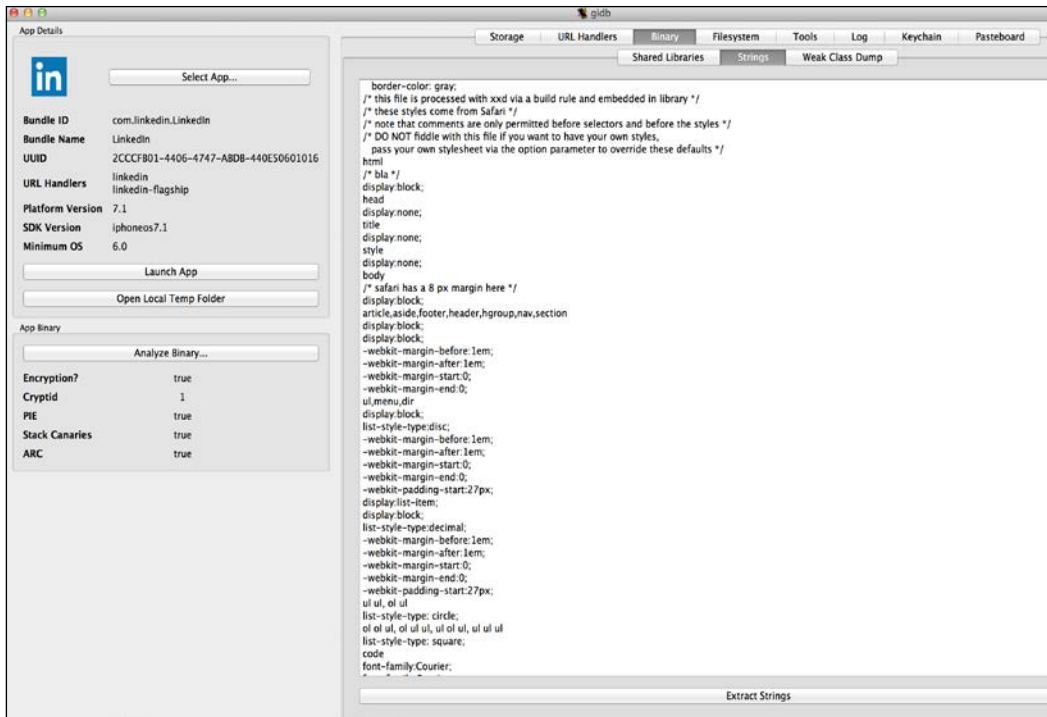 gidb
App Details
in
Select App...
Bundle ID com.linkedin.LinkedIn
Bundle Name LinkedIn
UUID 2CCCFB01-4406-4747-ABDB-440E50601016
URL Handlers linkedin
linkedin-flagship
Platform Version 7.1
SDK Version iphoneos7.1
Minimum OS 6.0
Launch App
Open Local Temp Folder
App Binary
Analyze Binary...
Encryption? true
Cryptid 1
PIE true
Stack Canaries true
ARC true
Storage URL Handlers Binary Filesystem Tools Log Keychain Pasteboard
Shared Libraries Strings Weak Class Dump
border-color: gray;
/* this file is processed with xxd via a build rule and embedded in library */
/* these styles come from Safari */
/* note that comments are only permitted before selectors and before the styles */
/* DO NOT fiddle with this file if you want to have your own styles,
pass your own stylesheet via the option parameter to override these defaults */
html
/* bla */
display:block;
head
display:none;
title
display:none;
style
display:none;
body
/* safari has a 8 px margin here */
display:block;
article,aside,footer,header,hgroup,nav,section
display:block;
display:block;
-webkit-margin-before:1em;
-webkit-margin-after:1em;
-webkit-margin-start:0;
-webkit-margin-end:0;
ul,menu,dir
display:block;
list-style-type:disc;
-webkit-margin-before:1em;
-webkit-margin-after:1em;
-webkit-margin-start:0;
-webkit-margin-end:0;
-webkit-padding-start:27px;
display:list-item;
display:block;
list-style-type:decimal;
-webkit-margin-before:1em;
-webkit-margin-after:1em;
-webkit-margin-start:0;
-webkit-margin-end:0;
-webkit-padding-start:27px;
ul ul, ol ul
list-style-type: circle;
ol ol ul, ol ul ul, ul ol ul, ul ul ul
list-style-type: square;
code
font-family:Courier;
Extract Strings